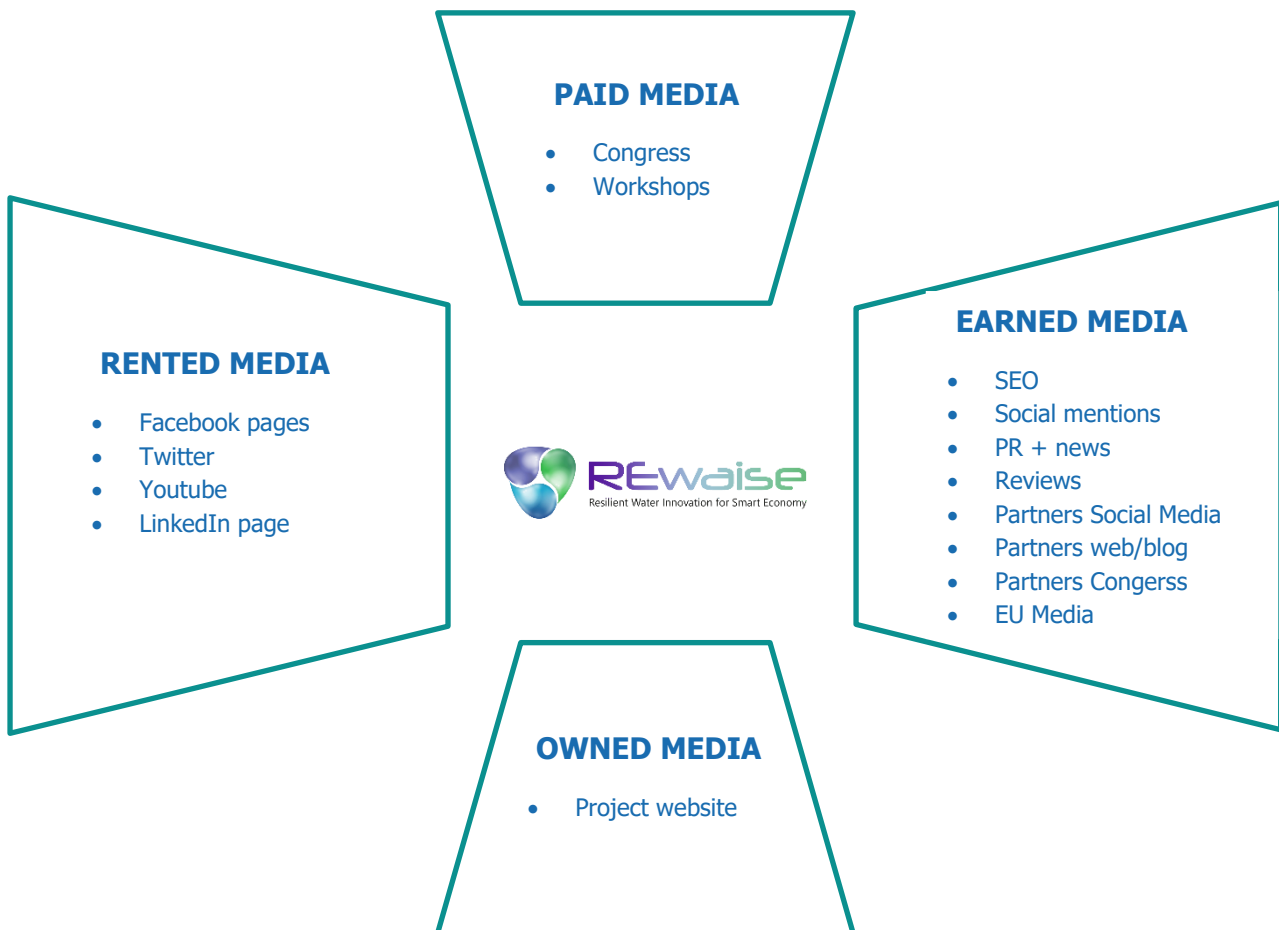 PAID MEDIA
• Congress
• Workshops
RENTED MEDIA
• Facebook pages
• Twitter
• Youtube
• LinkedIn page
REwaise
Resilient Water Innovation for Smart Economy
EARNED MEDIA
• SEO
• Social mentions
• PR + news
• Reviews
• Partners Social Media
• Partners web/blog
• Partners Congerss
• EU Media
OWNED MEDIA
• Project website